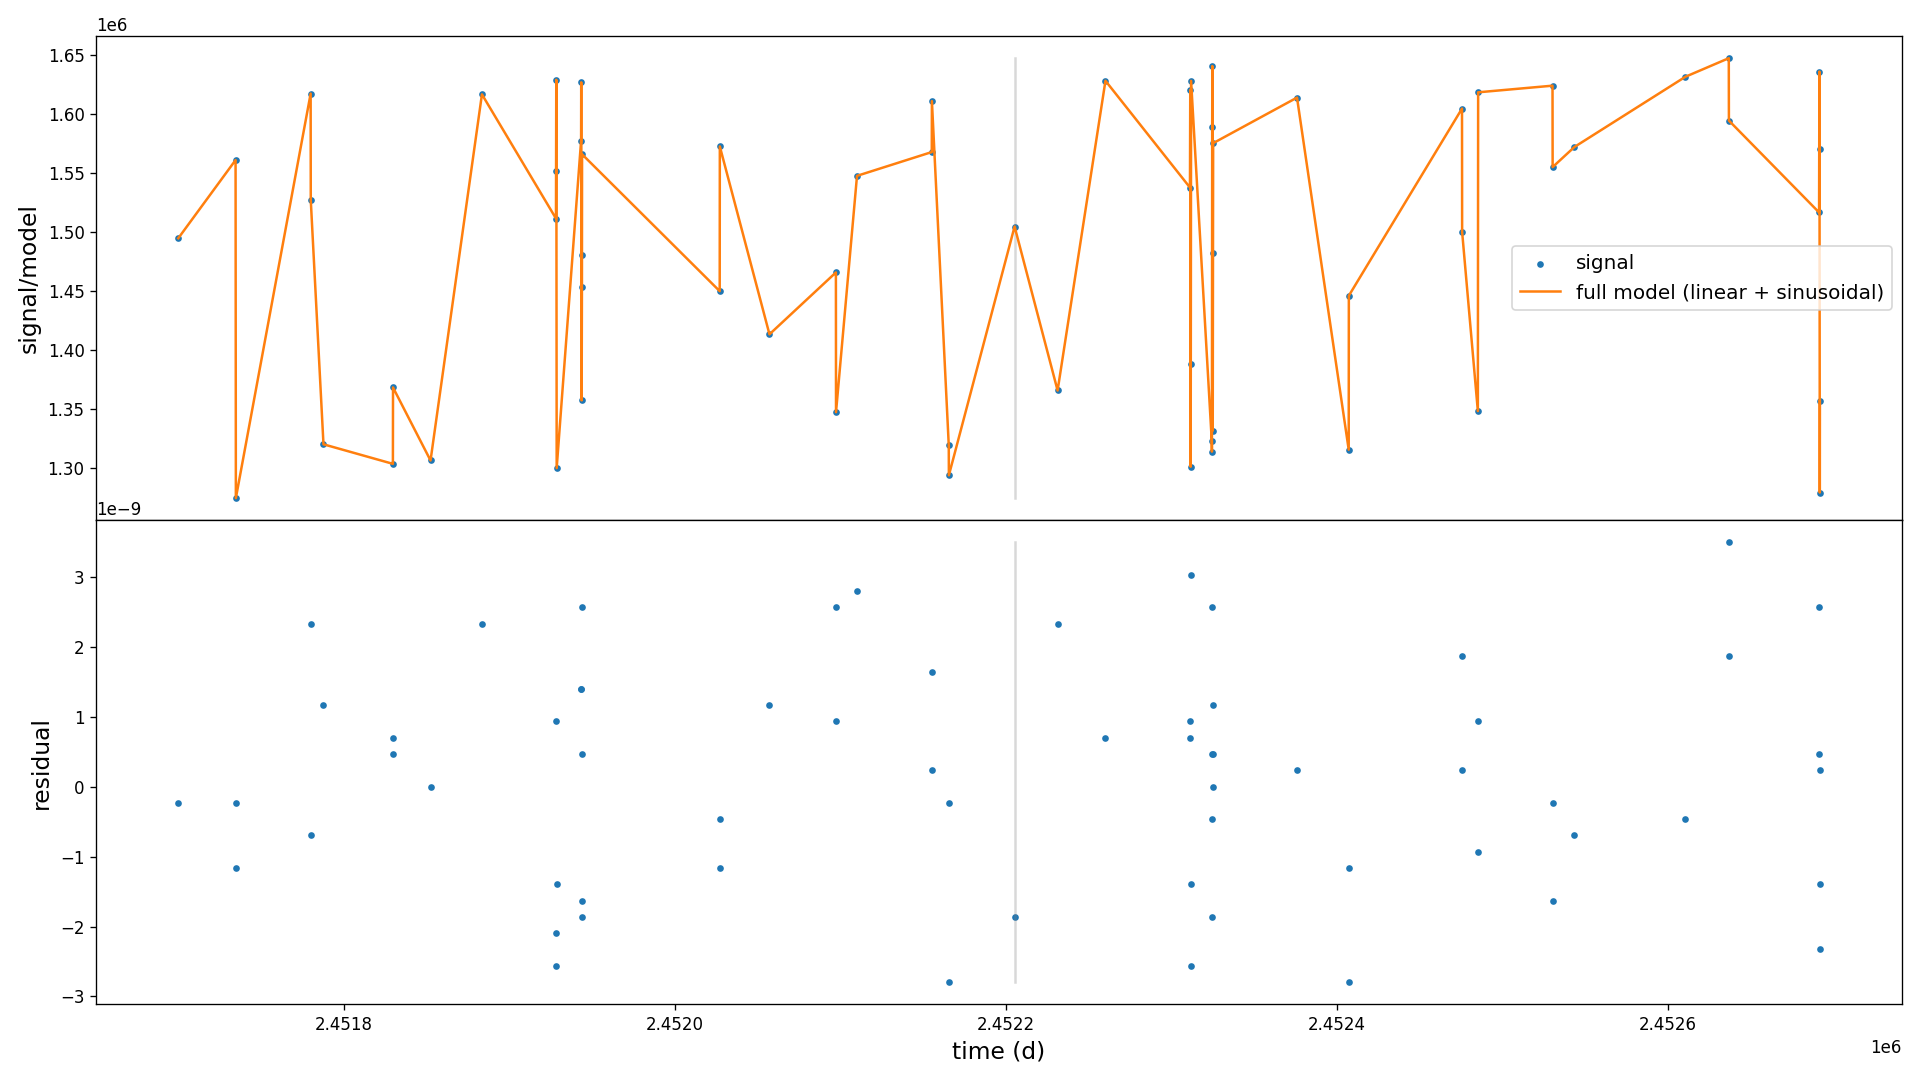 1e6
1.65
1.60
1.55
1.50
1.45
1.40
1.35
1.30
signal/model
signal
full model (linear + sinusoidal)
1e−9
3
2
1
0
−1
−2
−3
residual
2.4518
2.4520
2.4522
2.4524
2.4526
time (d)
1e6